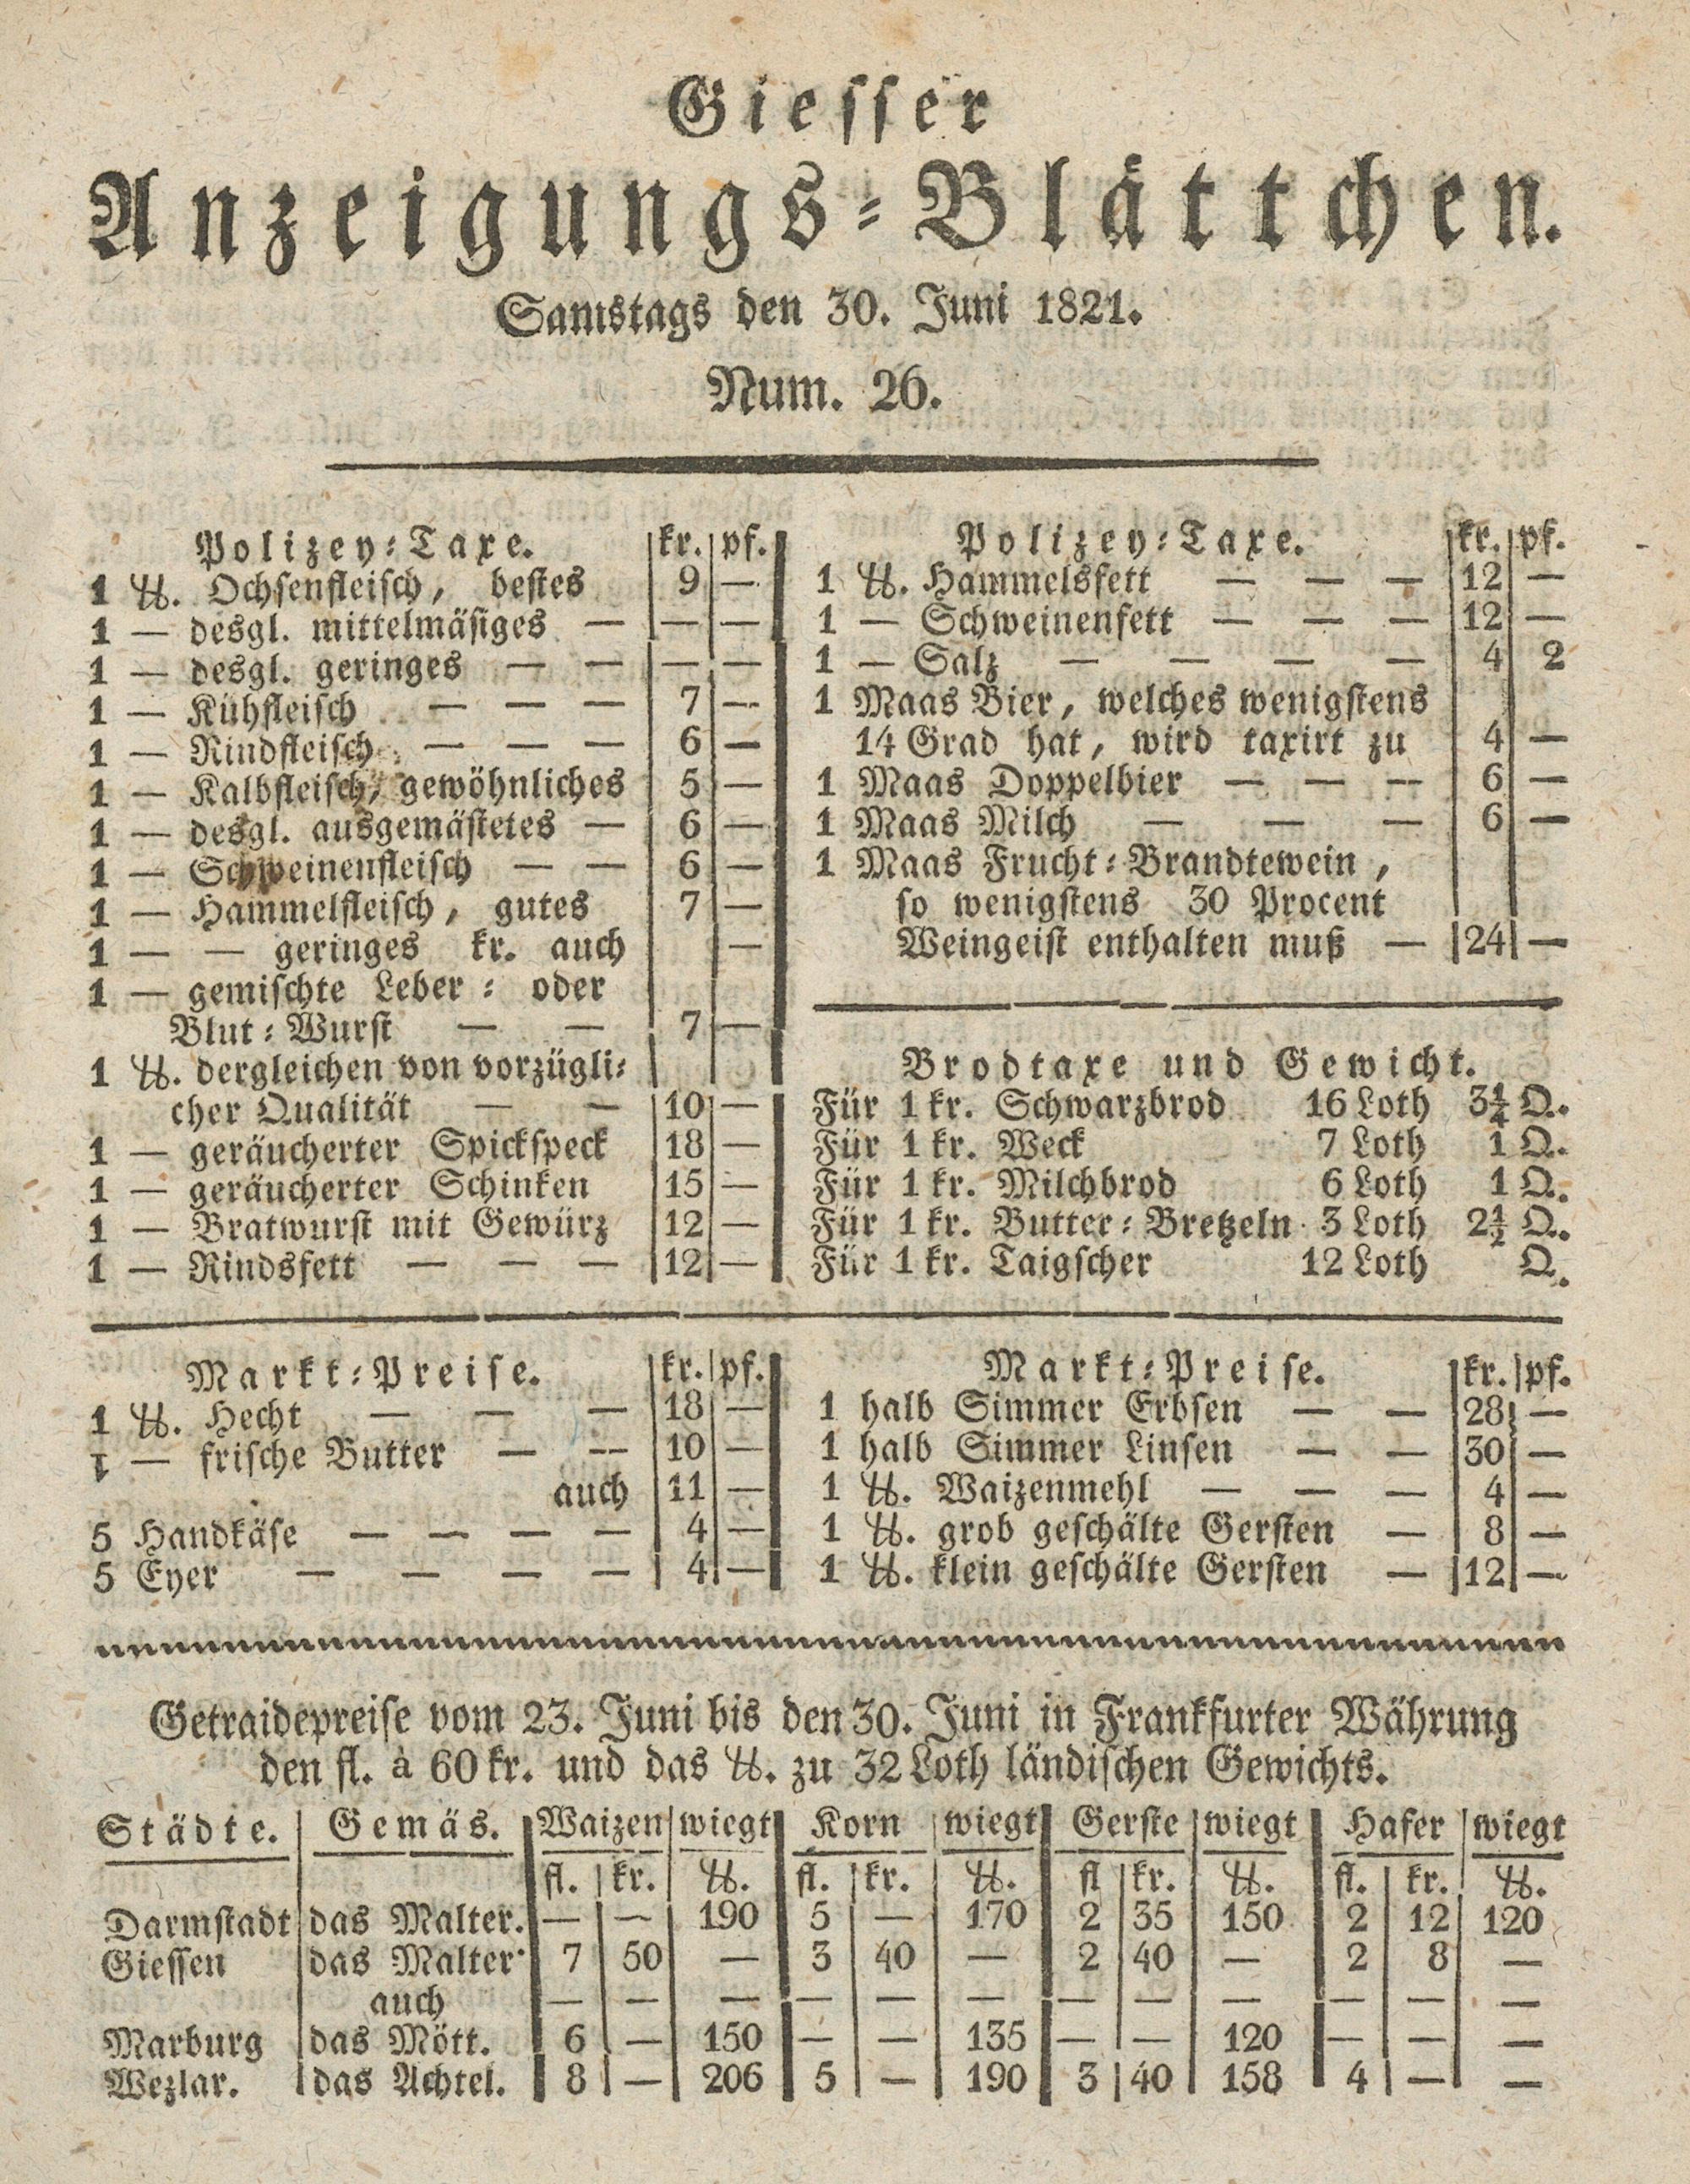 Giesser
Anzeigungs-Blättchen.
Samstags den 30. Juni 1821.
Num. 26.
Polizey-Taxe. kr. pf.
1 ℔. Ochsenfleisch, bestes 9 —
1 — desgl. mittelmäsiges — — —
1 — desgl. geringes — — — —
1 — Kühfleisch — — — 7 —
1 — Rindfleisch — — — 6 —
1 — Kalbfleisch, gewöhnliches 5 —
1 — desgl. ausgemästetes — 6 —
1 — Schweinenfleisch — — 6 —
1 — Hammelfleisch, gutes 7 —
1 — — geringes kr. auch —
1 — gemischte Leber- oder
Blut-Wurst — — 7 —
1 ℔. dergleichen von vorzügli-
cher Qualität — — 10 —
1 — geräucherter Spickspeck 18 —
1 — geräucherter Schinken 15 —
1 — Bratwurst mit Gewürz 12 —
1 — Rindsfett — — — 12 —
Polizey-Taxe. kr. pf.
1 ℔. Hammelsfett — — — 12 —
1 — Schweinenfett — — — 12 —
1 — Salz — — — — 4 2
1 Maas Bier, welches wenigstens
14 Grad hat, wird taxirt zu 4 —
1 Maas Doppelbier — — — 6 —
1 Maas Milch — — — 6 —
1 Maas Frucht-Brandtewein,
so wenigstens 30 Procent
Weingeist enthalten muß — 24 —
Brodtaxe und Gewicht.
Für 1 kr. Schwarzbrod 16 Loth 3¼ Q.
Für 1 kr. Weck 7 Loth 1 Q.
Für 1 kr. Milchbrod 6 Loth 1 Q.
Für 1 kr. Butter-Bretzeln 3 Loth 2½ Q.
Für 1 kr. Taigscher 12 Loth Q.
Markt-Preise. kr. pf.
1 ℔. Hecht — — — 18 —
1 — frische Butter — — 10 —
auch 11 —
5 Handkäse — — — — 4 —
5 Eyer — — — — 4 —
Markt-Preise. kr. pf.
1 halb Simmer Erbsen — — 28 —
1 halb Simmer Linsen — — 30 —
1 ℔. Waizenmehl — — — 4 —
1 ℔. grob geschälte Gersten — 8 —
1 ℔. klein geschälte Gersten — 12 —
Getraidepreise vom 23. Juni bis den 30. Juni in Frankfurter Währung
den fl. à 60 kr. und das ℔. zu 32 Loth ländischen Gewichts.
Städte. Gemäs. Waizen wiegt Korn wiegt Gerste wiegt Hafer wiegt
fl. kr. ℔. fl. kr. ℔. fl kr. ℔. fl. kr. ℔.
Darmstadt das Malter. — — 190 5 — 170 2 35 150 2 12 120
Giessen das Malter. 7 50 — 3 40 — 2 40 — 2 8 —
auch — — — — — — — — — — — —
Marburg das Mött. 6 — 150 — — 135 — — 120 — — —
Wezlar. das Achtel. 8 — 206 5 — 190 3 40 158 4 — —